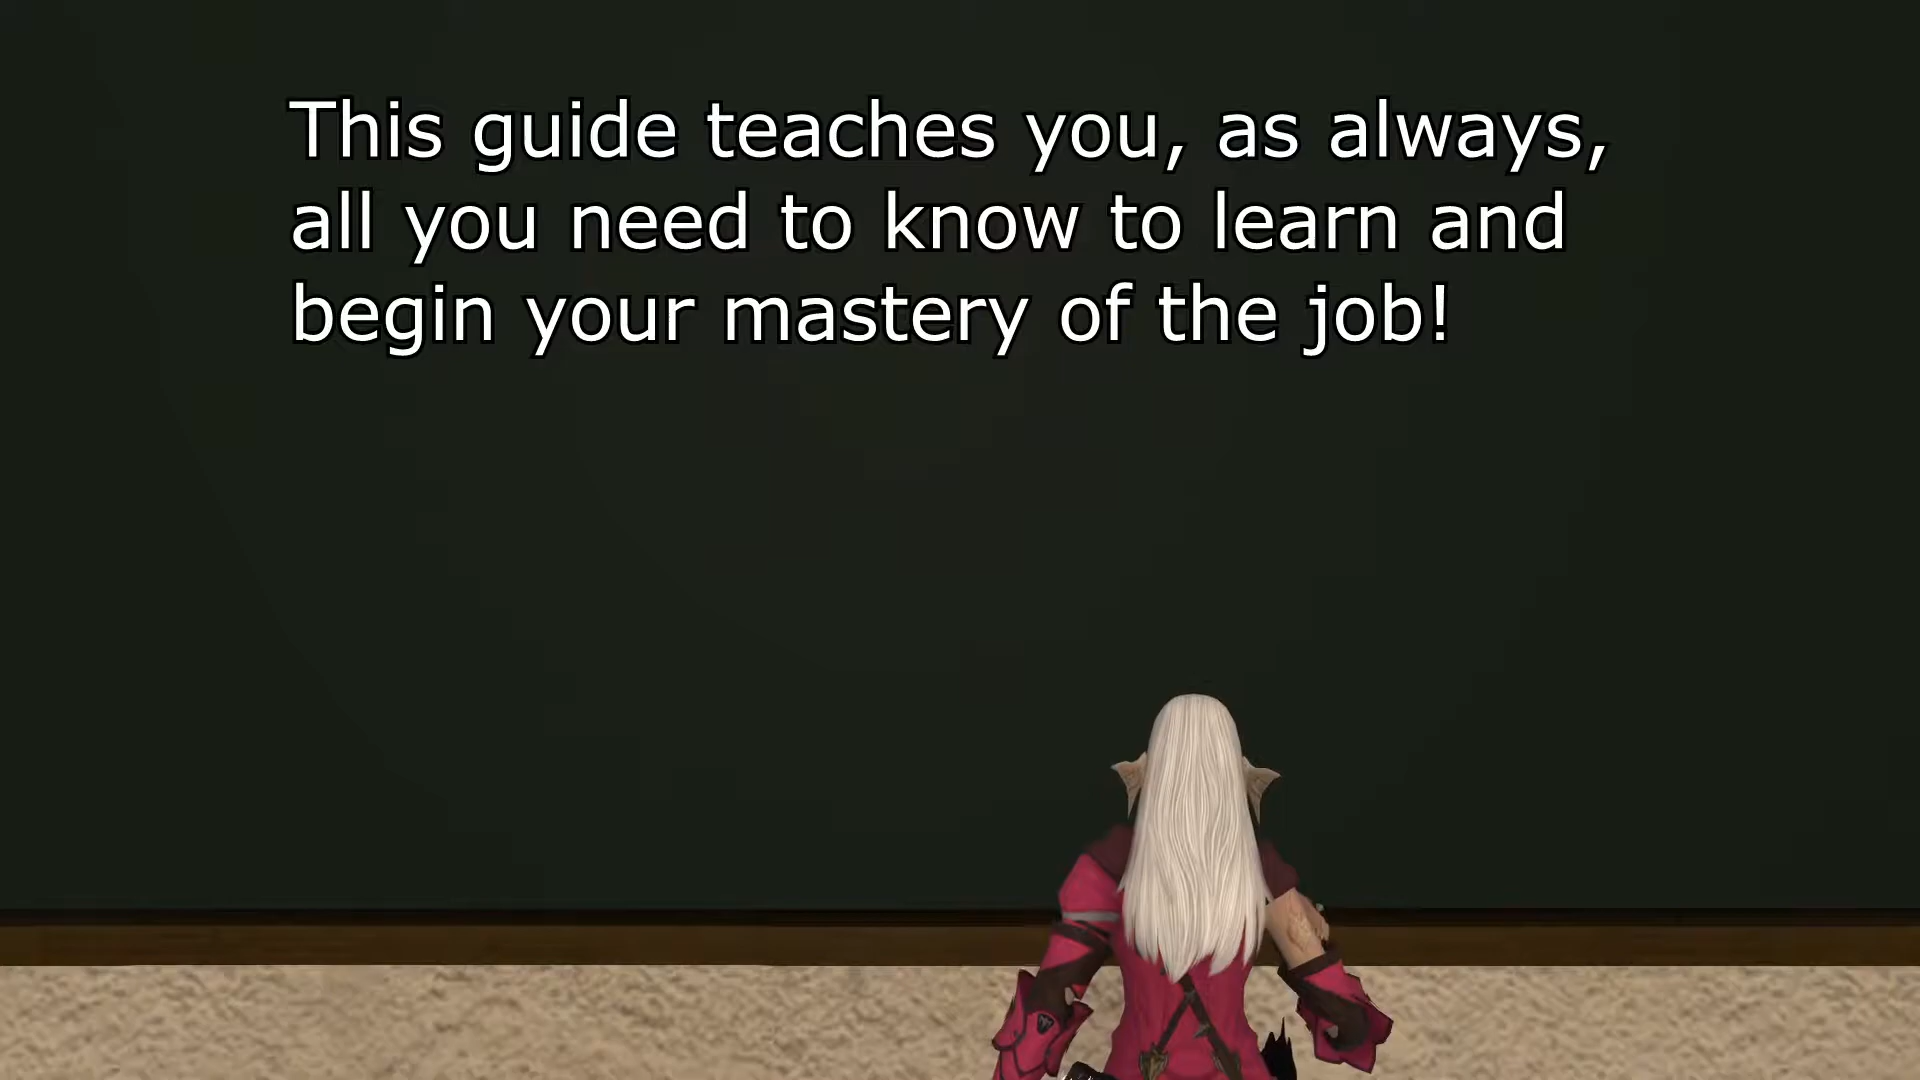 This guide teaches you, as always,
all you need to know to learn and
begin your mastery of the job!